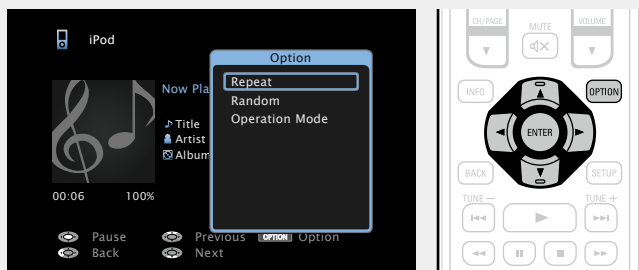 iPod
Option
Now Pla
Repeat
Random
Operation Mode
Title
Artist
Album
00:06 100%
Pause Previous OPTION Option
Back Next
CH/PAGE MUTE VOLUME
INFO OPTION
ENTER
BACK SETUP
TUNE − TUNE +